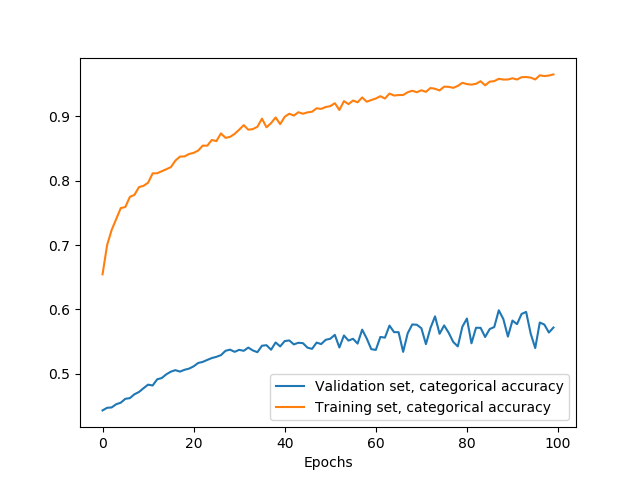 0.9
0.8
0.7
0.6
0.5
Validation set, categorical accuracy
Training set, categorical accuracy
0 20 40 60 80 100
Epochs